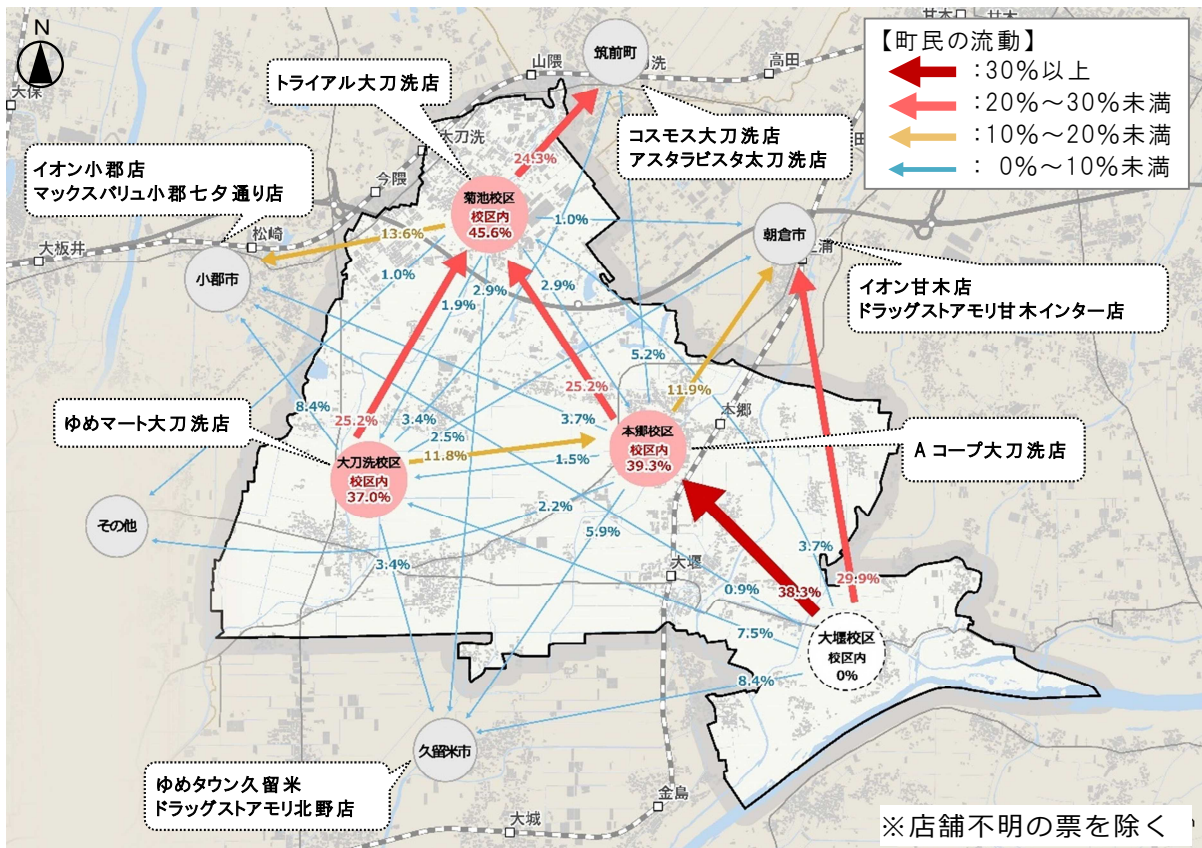 N
【町民の流動】
:30%以上
:20%～30%未満
:10%～20%未満
: 0%～10%未満
甘木
山隈
筑前町
高田
大保
トライアル大刀洗店
大刀洗
コスモス大刀洗店
アスタラビスタ太刀洗店
イオン小郡店
マックスバリュ小郡七夕通り店
今隈
24.3%
菊池校区
校区内
45.6%
1.0%
朝倉市
大板井
松崎
13.6%
小郡市
1.0%
1.9%
2.9%
2.9%
イオン甘木店
ドラッグストアモリ甘木インター店
5.2%
11.9%
25.2%
8.4%
25.2%
3.4%
3.7%
本郷
ゆめマート大刀洗店
2.5%
11.8%
本郷校区
校区内
39.3%
1.5%
Aコープ大刀洗店
大刀洗校区
校区内
37.0%
その他
2.2%
5.9%
3.4%
大堰
3.7%
0.9%
38.3%
29.9%
7.5%
大堰校区
校区内
0%
8.4%
久留米市
ゆめタウン久留米
ドラッグストアモリ北野店
金島
大城
※店舗不明の票を除く